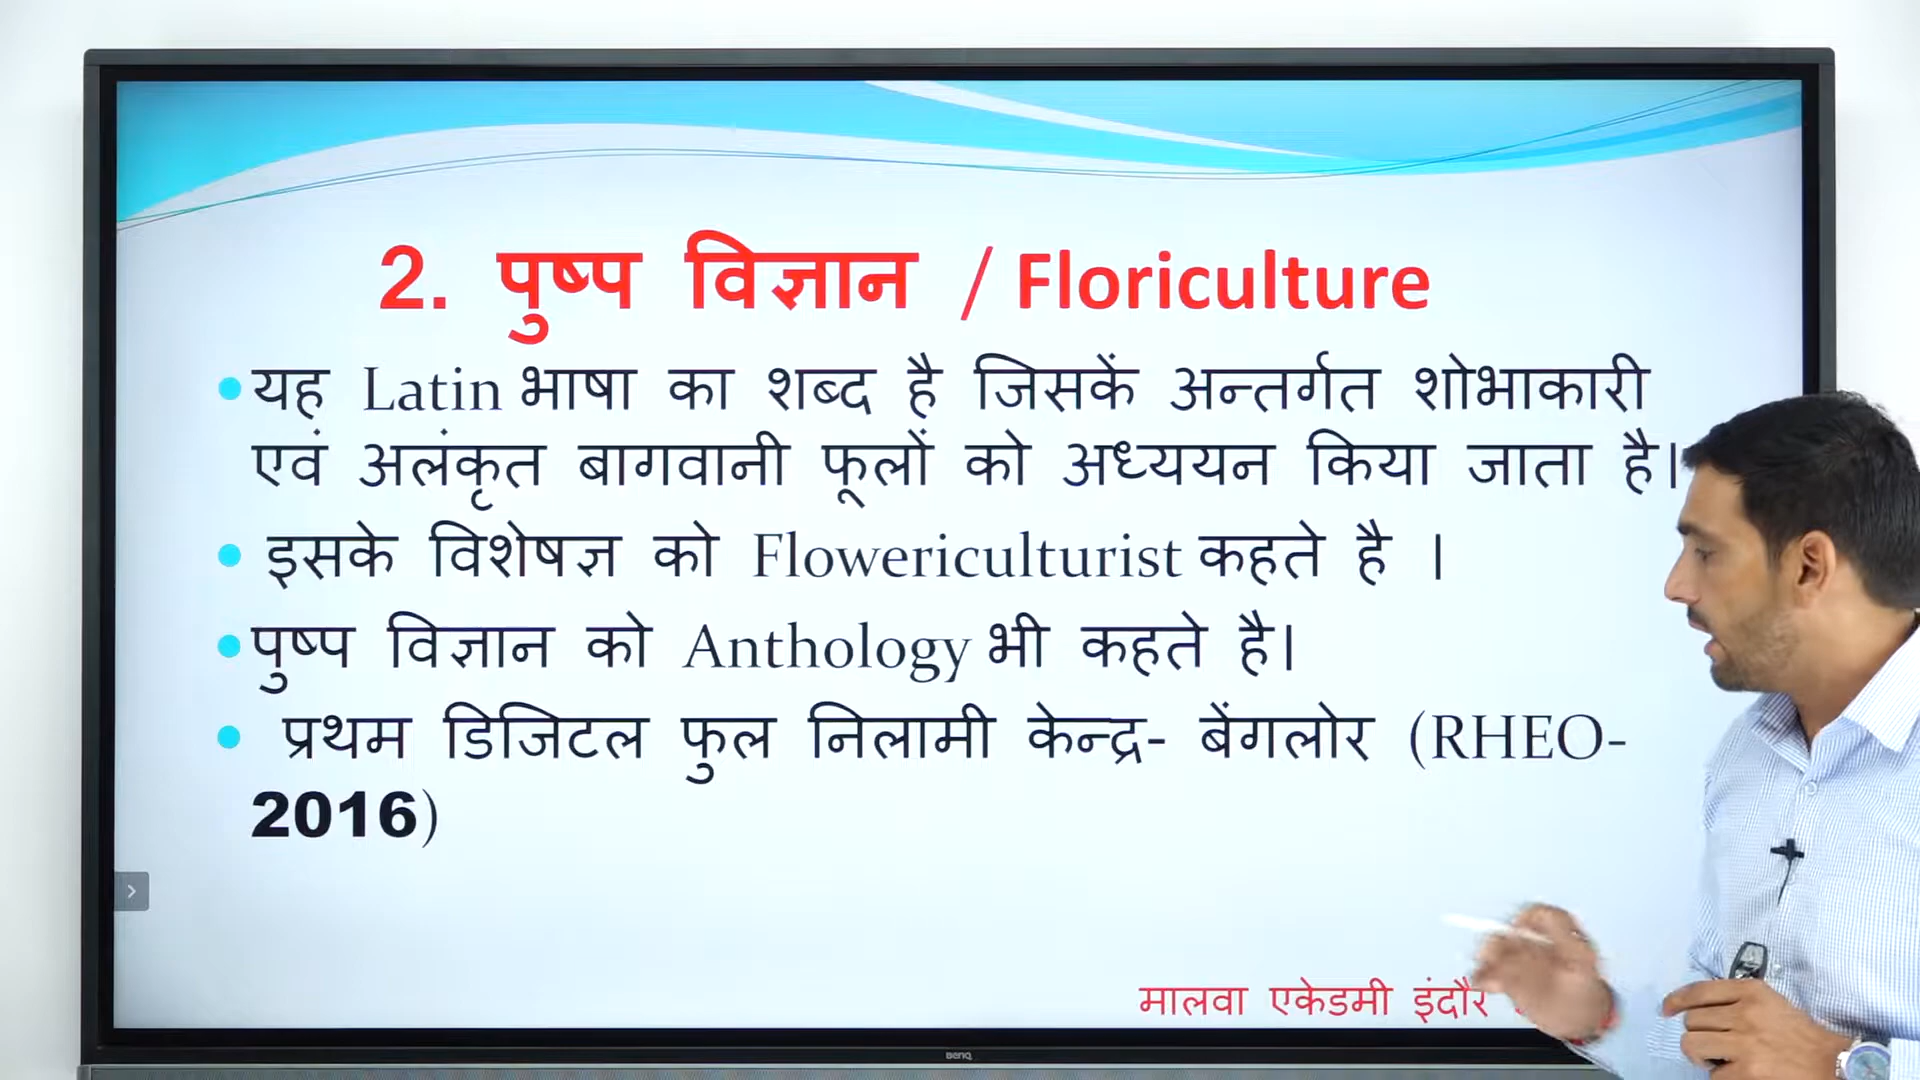 2. पुष्प विज्ञान / Floriculture
यह Latin भाषा का शब्द है जिसकें अन्तर्गत शोभाकारी
एवं अलंकृत बागवानी फूलों को अध्ययन किया जाता है।
इसके विशेषज्ञ को Flowericulturist कहते है ।
पुष्प विज्ञान को Anthology भी कहते है।
प्रथम डिजिटल फुल निलामी केन्द्र- बेंगलोर (RHEO-
2016)
मालवा एकेडमी इंदौर
BenQ